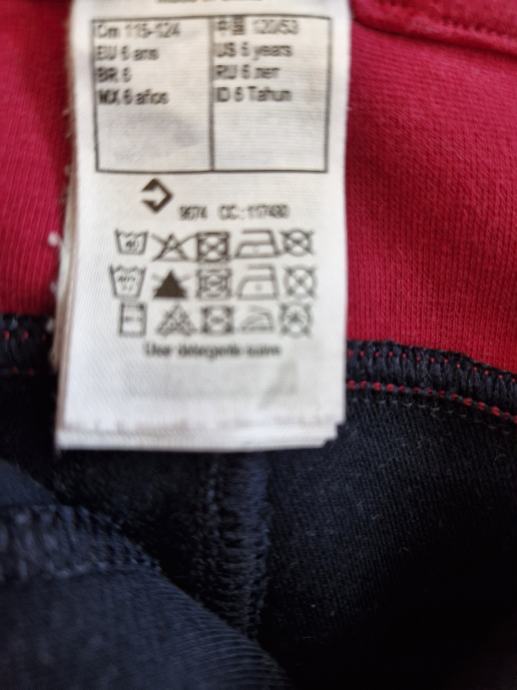 Cm 115-124
EU 6 ans
BR 6
MX 6 años
中国 120/53
US 6 years
RU 6 лет
ID 6 Tahun
CC:117480
Usar detergente suave